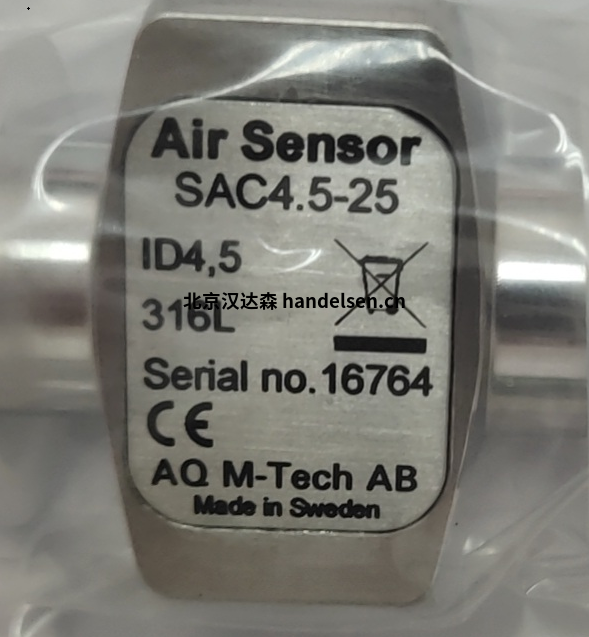 Air Sensor
SAC4.5-25
ID4,5
北京汉达森 handelsen.cn
316L
Serial no. 16764
CE
AQ M-Tech AB
Made in Sweden